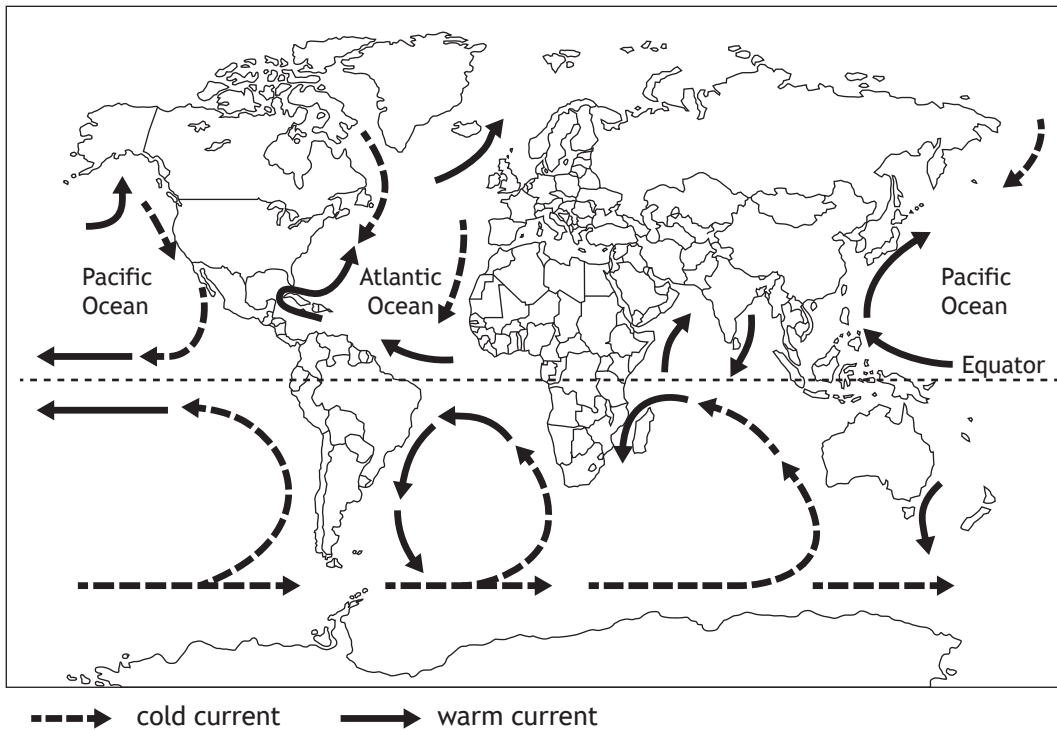 Pacific
Ocean
Atlantic
Ocean
Pacific
Ocean
Equator
cold current
warm current